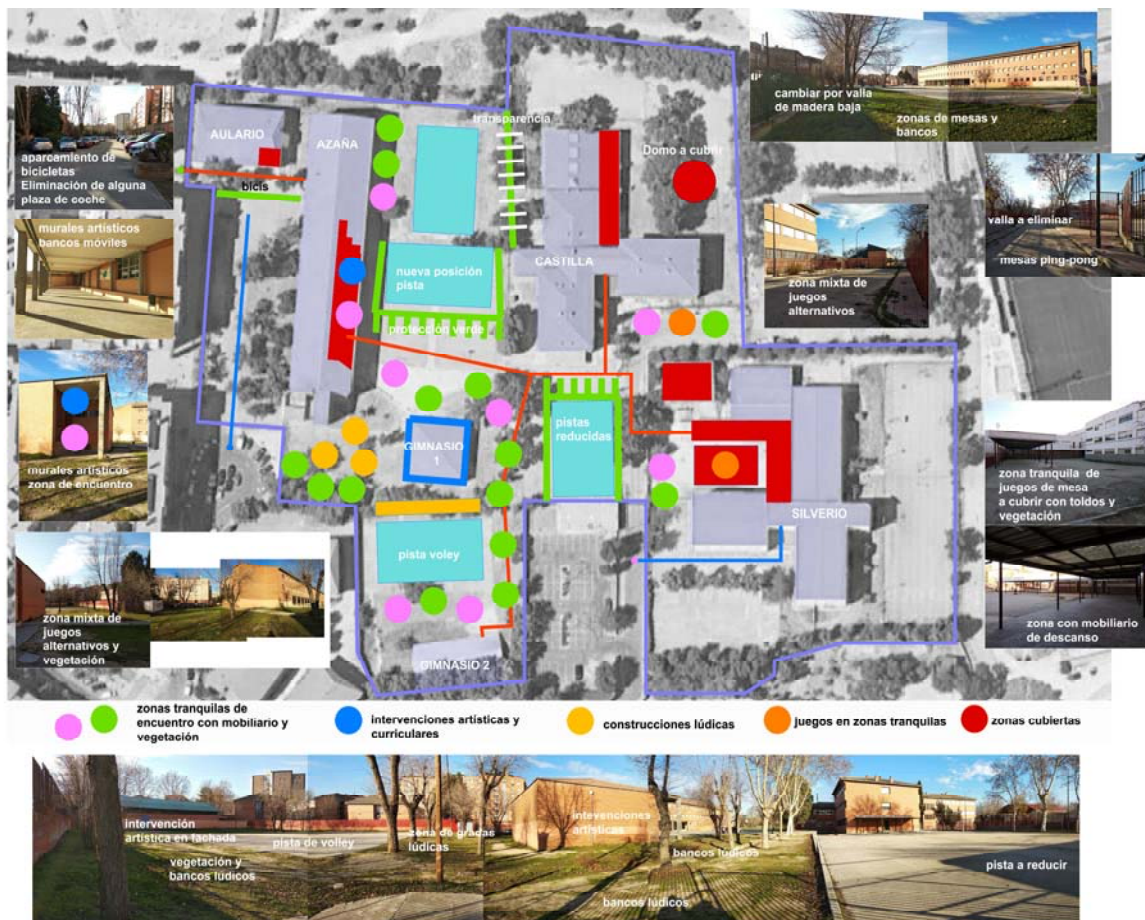 cambiar por valla
de madera baja
zonas de mesas y
bancos
AULARIO
AZAÑA
transparencia
aparcamiento de
bicicletas
Eliminación de alguna
plaza de coche
bicis
Domo a cubrir
murales artísticos
bancos móviles
valla a eliminar
mesas ping-pong
nueva posición
pista
CASTILLA
zona mixta de
juegos
alternativos
protección verde
murales artísticos
zona de encuentro
GIMNASIO
1
pistas
reducidas
zona tranquila de
juegos de mesa
a cubrir con toldos y
vegetación
SILVERIO
pista voley
zona mixta de
juegos
alternativos y
vegetación
zona con mobiliario
de descanso
GIMNASIO 2
zonas tranquilas de
encuentro con mobiliario y
vegetación
intervenciones artísticas y
curriculares
construcciones lúdicas
juegos en zonas tranquilas
zonas cubiertas
intervención
artística en fachada
pista de volley
zona de gradas
lúdicas
vegetación y
bancos lúdicos
intevenciones
artísticas
bancos lúdicos
bancos lúdicos
pista a reducir